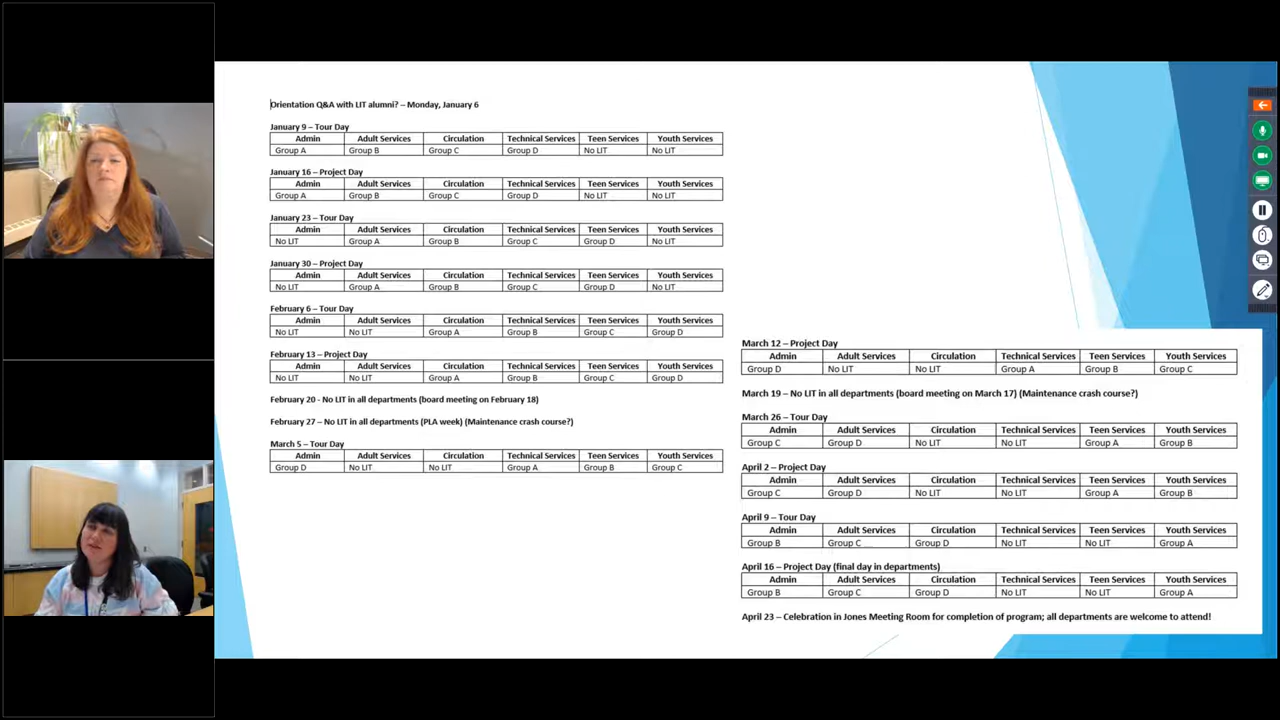 Orientation Q&A with LIT alumni? – Monday, January 6
January 9 – Tour Day
Admin Adult Services Circulation Technical Services Teen Services Youth Services
Group A Group B Group C Group D No LIT No LIT
January 16 – Project Day
Admin Adult Services Circulation Technical Services Teen Services Youth Services
Group A Group B Group C Group D No LIT No LIT
January 23 – Tour Day
Admin Adult Services Circulation Technical Services Teen Services Youth Services
No LIT Group A Group B Group C Group D No LIT
January 30 – Project Day
Admin Adult Services Circulation Technical Services Teen Services Youth Services
No LIT Group A Group B Group C Group D No LIT
February 6 – Tour Day
Admin Adult Services Circulation Technical Services Teen Services Youth Services
No LIT No LIT Group A Group B Group C Group D
February 13 – Project Day
Admin Adult Services Circulation Technical Services Teen Services Youth Services
No LIT No LIT Group A Group B Group C Group D
February 20 - No LIT in all departments (board meeting on February 18)
February 27 – No LIT in all departments (PLA week) (Maintenance crash course?)
March 5 – Tour Day
Admin Adult Services Circulation Technical Services Teen Services Youth Services
Group D No LIT No LIT Group A Group B Group C
March 12 – Project Day
Admin Adult Services Circulation Technical Services Teen Services Youth Services
Group D No LIT No LIT Group A Group B Group C
March 19 – No LIT in all departments (board meeting on March 17) (Maintenance crash course?)
March 26 – Tour Day
Admin Adult Services Circulation Technical Services Teen Services Youth Services
Group C Group D No LIT No LIT Group A Group B
April 2 – Project Day
Admin Adult Services Circulation Technical Services Teen Services Youth Services
Group C Group D No LIT No LIT Group A Group B
April 9 – Tour Day
Admin Adult Services Circulation Technical Services Teen Services Youth Services
Group B Group C Group D No LIT No LIT Group A
April 16 – Project Day (final day in departments)
Admin Adult Services Circulation Technical Services Teen Services Youth Services
Group B Group C Group D No LIT No LIT Group A
April 23 – Celebration in Jones Meeting Room for completion of program; all departments are welcome to attend!